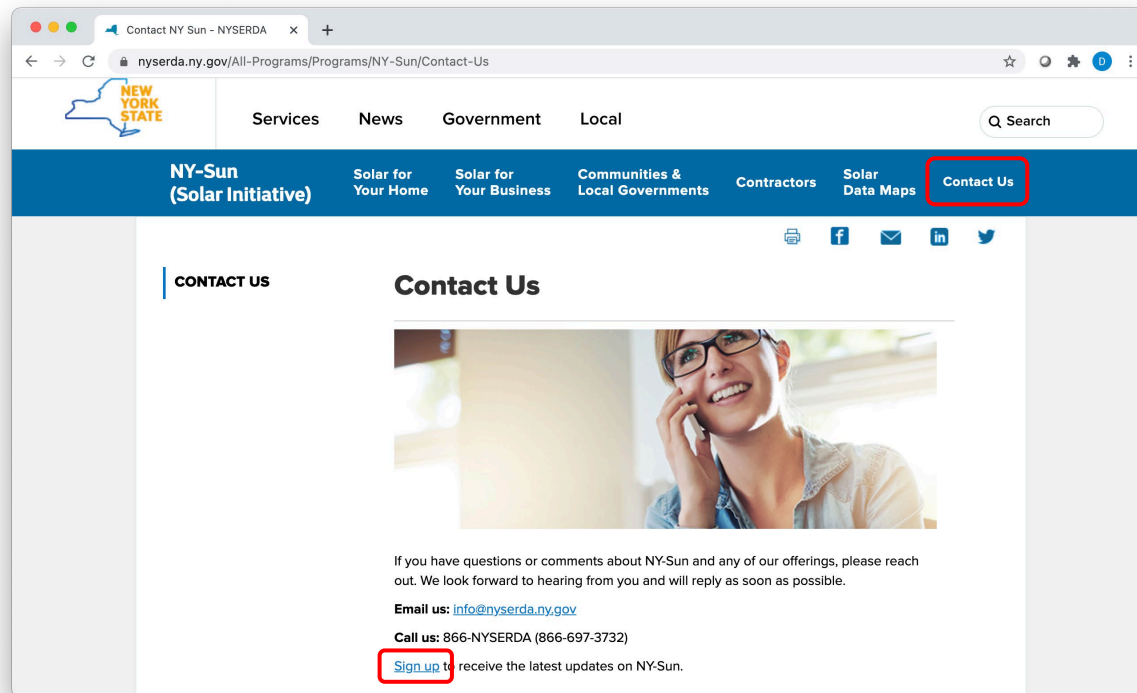 Contact NY Sun - NYSERDA
nyserda.ny.gov/All-Programs/Programs/NY-Sun/Contact-Us
D
NEW
YORK
STATE
Services News Government Local
Search
NY-Sun
(Solar Initiative)
Solar for
Your Home
Solar for
Your Business
Communities &
Local Governments
Contractors
Solar
Data Maps
Contact Us
CONTACT US
Contact Us
If you have questions or comments about NY-Sun and any of our offerings, please reach
out. We look forward to hearing from you and will reply as soon as possible.
Email us: info@nyserda.ny.gov
Call us: 866-NYSERDA (866-697-3732)
Sign up to receive the latest updates on NY-Sun.